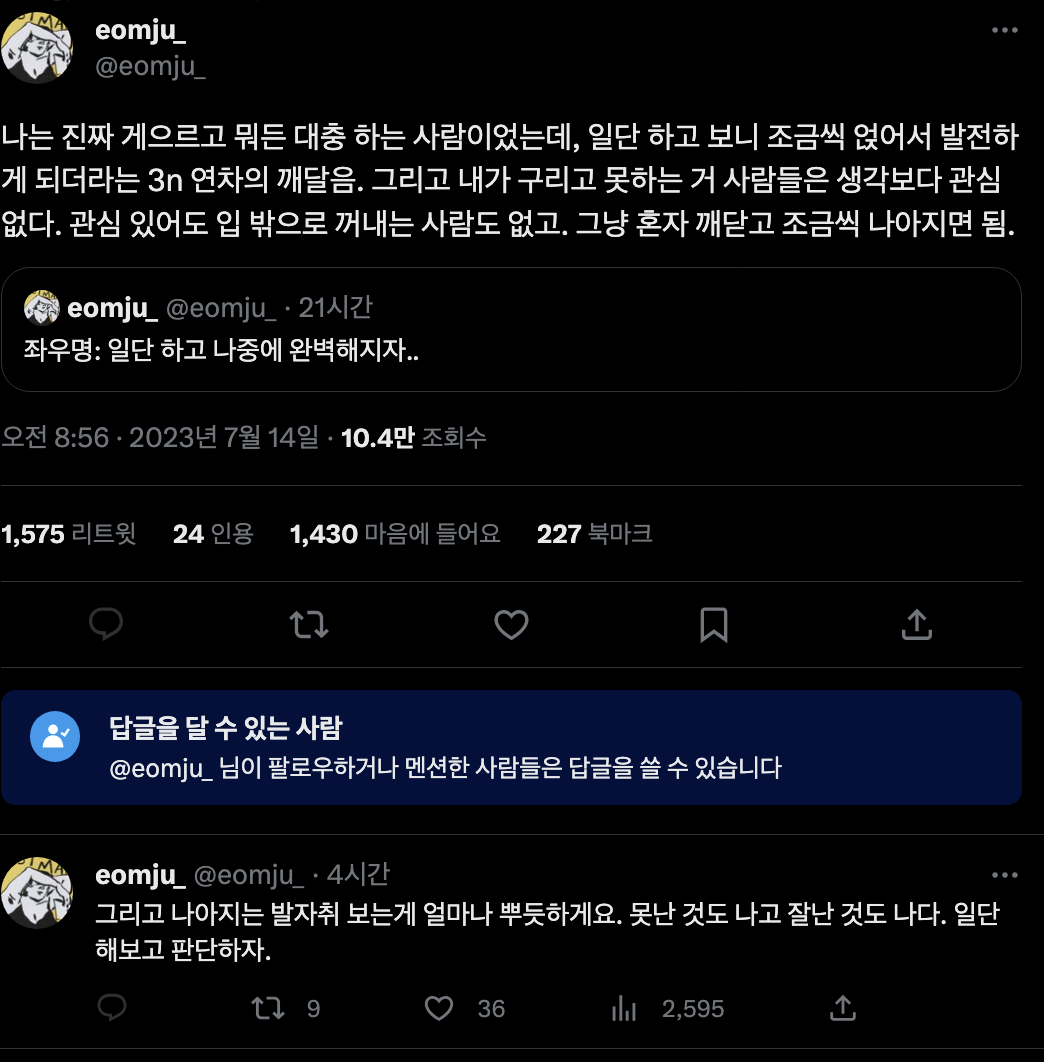 eomju_
@eomju_
나는 진짜 게으르고 뭐든 대충 하는 사람이었는데, 일단 하고 보니 조금씩 얹어서 발전하
게 되더라는 3n 연차의 깨달음. 그리고 내가 구리고 못하는 거 사람들은 생각보다 관심
없다. 관심 있어도 입 밖으로 꺼내는 사람도 없고. 그냥 혼자 깨닫고 조금씩 나아지면 됨.
eomju_ @eomju_ · 21시간
좌우명: 일단 하고 나중에 완벽해지자..
오전 8:56 · 2023년 7월 14일 · 10.4만 조회수
1,575 리트윗 24 인용 1,430 마음에 들어요 227 북마크
답글을 달 수 있는 사람
@eomju_ 님이 팔로우하거나 멘션한 사람들은 답글을 쓸 수 있습니다
eomju_ @eomju_ · 4시간
그리고 나아지는 발자취 보는게 얼마나 뿌듯하게요. 못난 것도 나고 잘난 것도 나다. 일단
해보고 판단하자.
9 36 2,595